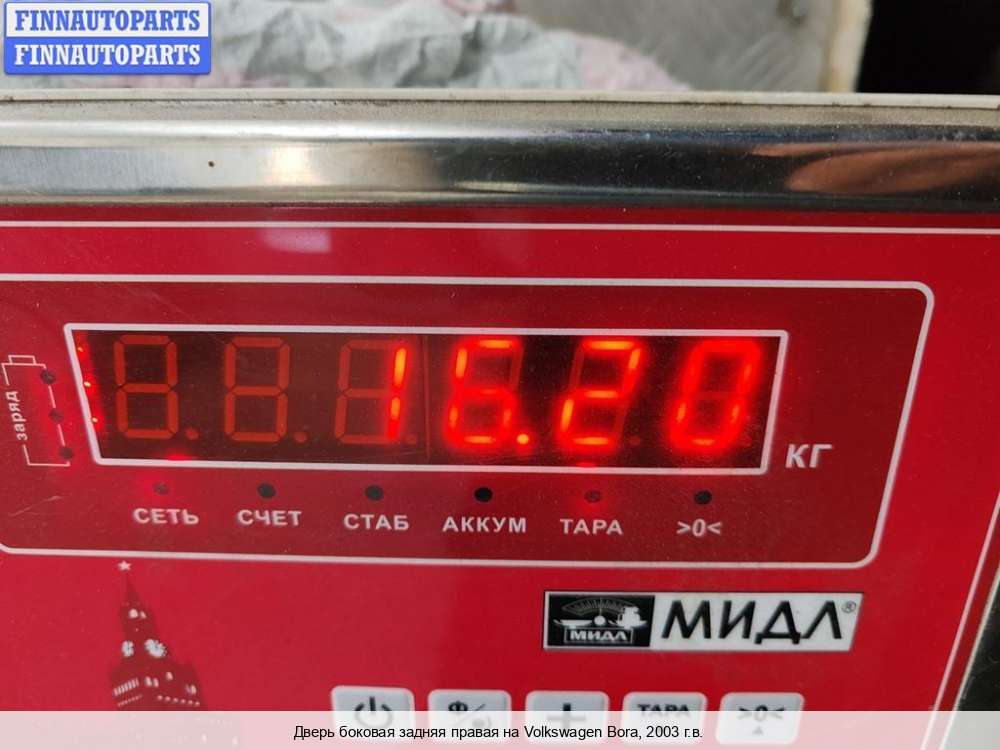 FINNAUTOPARTS
FINNAUTOPARTS
16.20
КГ
заряд
СЕТЬ СЧЕТ СТАБ АККУМ ТАРА >0<
МИДЛ МИДЛ®
ТАРА >0<
Дверь боковая задняя правая на Volkswagen Bora, 2003 г.в.